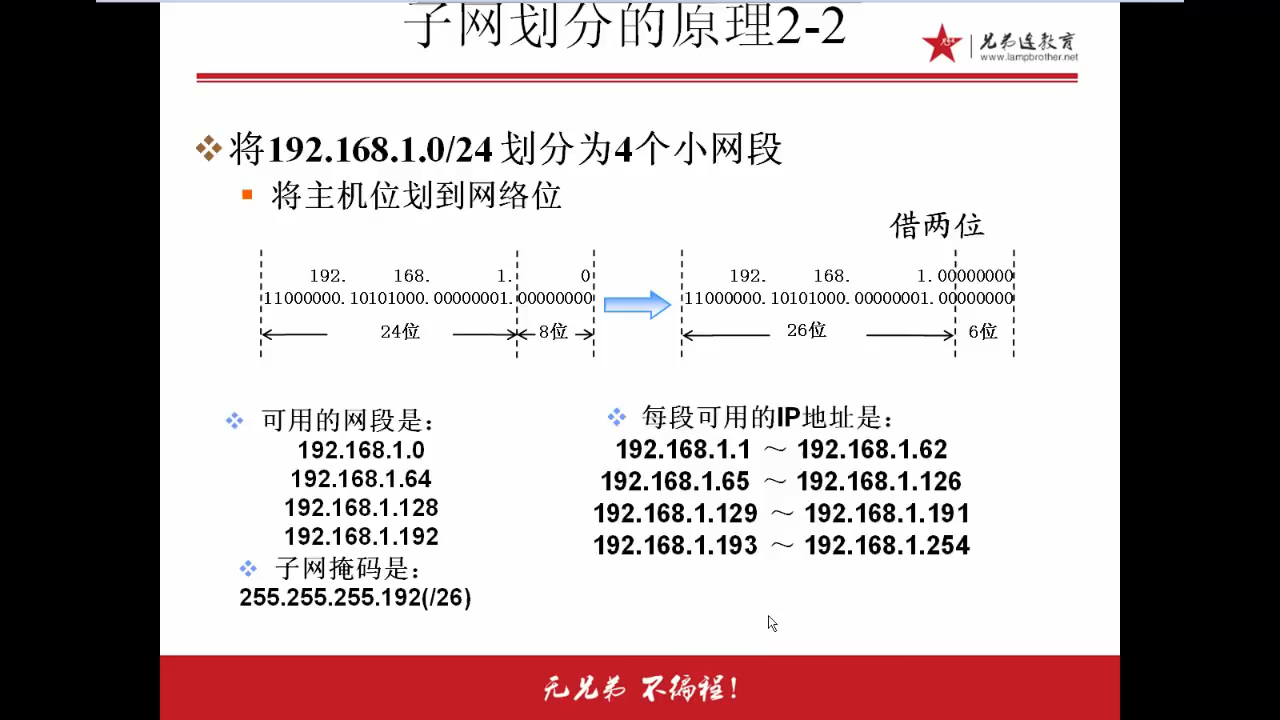 子网划分的原理2-2
兄弟连教育
www.lampbrother.net
将192.168.1.0/24 划分为4个小网段
将主机位划到网络位
借两位
192. 168. 1. 0
11000000.10101000.00000001.00000000
24位 8位
192. 168. 1.00000000
11000000.10101000.00000001.00000000
26位 6位
可用的网段是：
192.168.1.0
192.168.1.64
192.168.1.128
192.168.1.192
子网掩码是：
255.255.255.192(/26)
每段可用的IP地址是：
192.168.1.1 ～ 192.168.1.62
192.168.1.65 ～ 192.168.1.126
192.168.1.129 ～ 192.168.1.191
192.168.1.193 ～ 192.168.1.254
无兄弟 不编程！